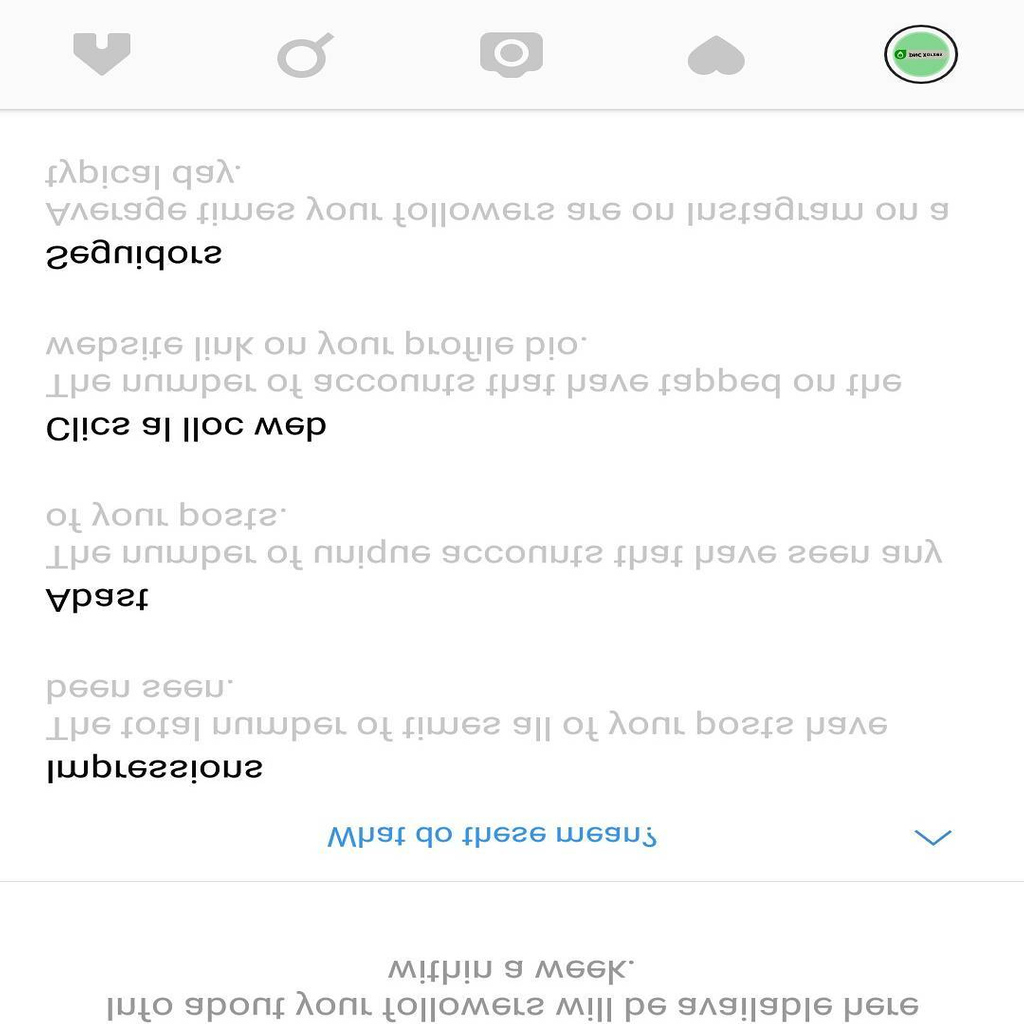 Info about your followers will be available here
within a week.
What do these mean?
Impressions
The total number of times all of your posts have
been seen.
Abast
The number of unique accounts that have seen any
of your posts.
Clics al lloc web
The number of accounts that have tapped on the
website link on your profile bio.
Seguidors
Average times your followers are on Instagram on a
typical day.